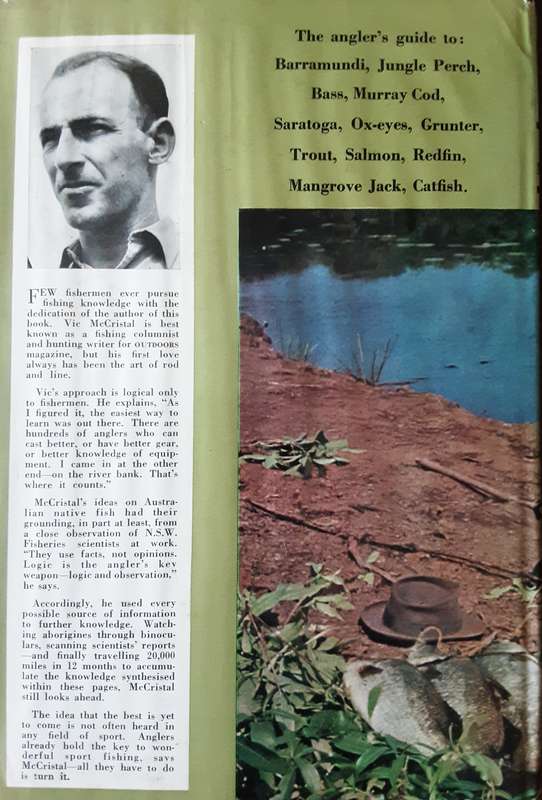 The angler's guide to:
Barramundi, Jungle Perch,
Bass, Murray Cod,
Saratoga, Ox-eyes, Grunter,
Trout, Salmon, Redfin,
Mangrove Jack, Catfish.
FEW fishermen ever pursue
fishing knowledge with the
dedication of the author of this
book. Vic McCristal is best
known as a fishing columnist
and hunting writer for OUTDOORS
magazine, but his first love
always has been the art of rod
and line.
Vic's approach is logical only
to fishermen. He explains, "As
I figured it, the easiest way to
learn was out there. There are
hundreds of anglers who can
cast better, or have better gear,
or better knowledge of equip-
ment. I came in at the other
end—on the river bank. That's
where it counts."
McCristal's ideas on Austra-
lian native fish had their
grounding, in part at least, from
a close observation of N.S.W.
Fisheries scientists at work.
"They use facts, not opinions.
Logic is the angler's key
weapon—logic and observation,"
he says.
Accordingly, he used every
possible source of information
to further knowledge. Watch-
ing aborigines through binocu-
lars, scanning scientists' reports
—and finally travelling 20,000
miles in 12 months to accumu-
late the knowledge synthesised
within these pages, McCristal
still looks ahead.
The idea that the best is yet
to come is not often heard in
any field of sport. Anglers
already hold the key to won-
derful sport fishing, says
McCristal—all they have to do
is turn it.